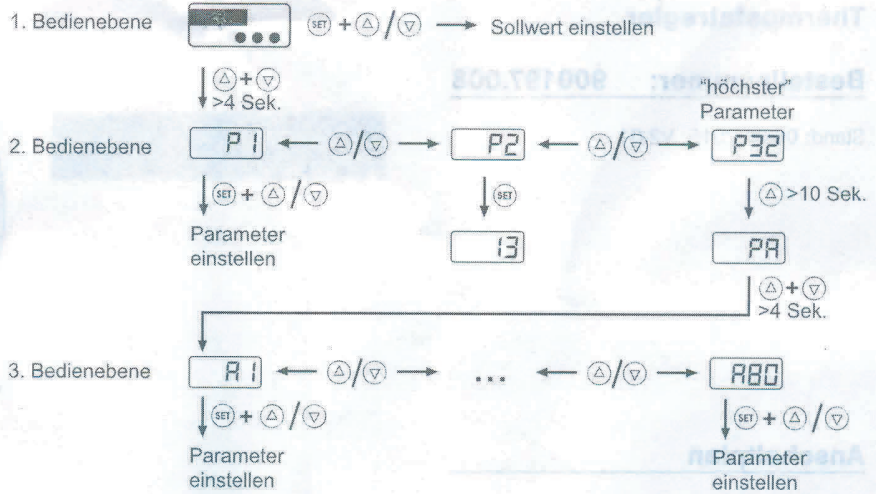 1. Bedienebene SET + △/▽ → Sollwert einstellen
△+▽
>4 Sek.
"höchster"
Parameter
2. Bedienebene P1 ← △/▽ → P2 ← △/▽ → P32
SET + △/▽
SET
△ >10 Sek.
Parameter
einstellen
13
PA
△+▽
>4 Sek.
3. Bedienebene A1 ← △/▽ → ... ← △/▽ → A80
SET + △/▽
SET + △/▽
Parameter
einstellen
Parameter
einstellen